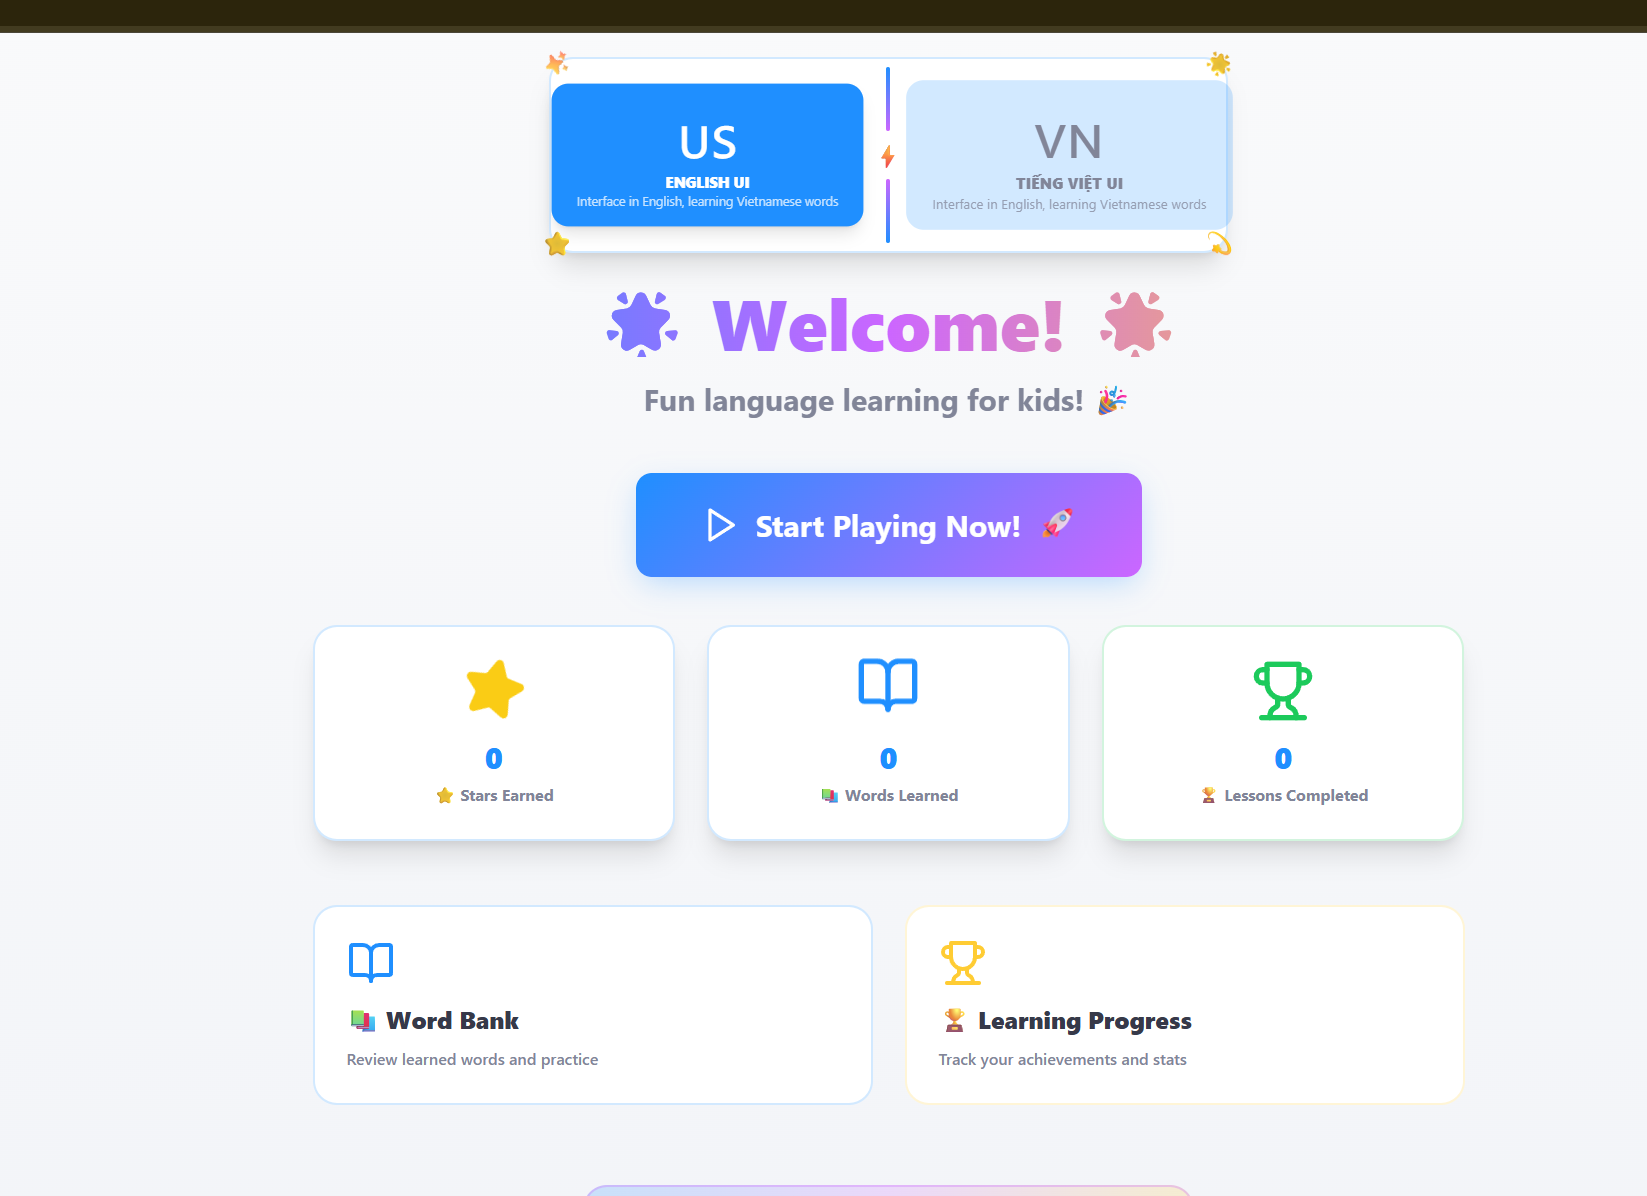 US
ENGLISH UI
Interface in English, learning Vietnamese words
VN
TIẾNG VIỆT UI
Interface in English, learning Vietnamese words
Welcome!
Fun language learning for kids!
Start Playing Now!
0
Stars Earned
0
Words Learned
0
Lessons Completed
Word Bank
Review learned words and practice
Learning Progress
Track your achievements and stats